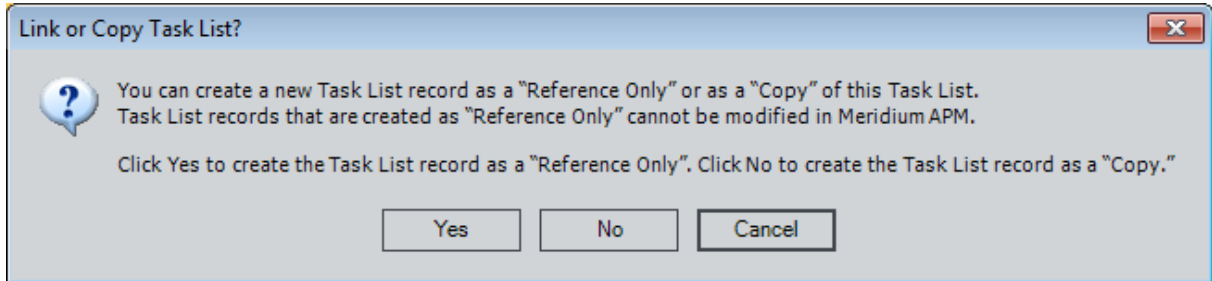 Link or Copy Task List?
You can create a new Task List record as a “Reference Only” or as a “Copy” of this Task List.
Task List records that are created as “Reference Only” cannot be modified in Meridium APM.
Click Yes to create the Task List record as a “Reference Only”. Click No to create the Task List record as a “Copy.”
Yes No Cancel